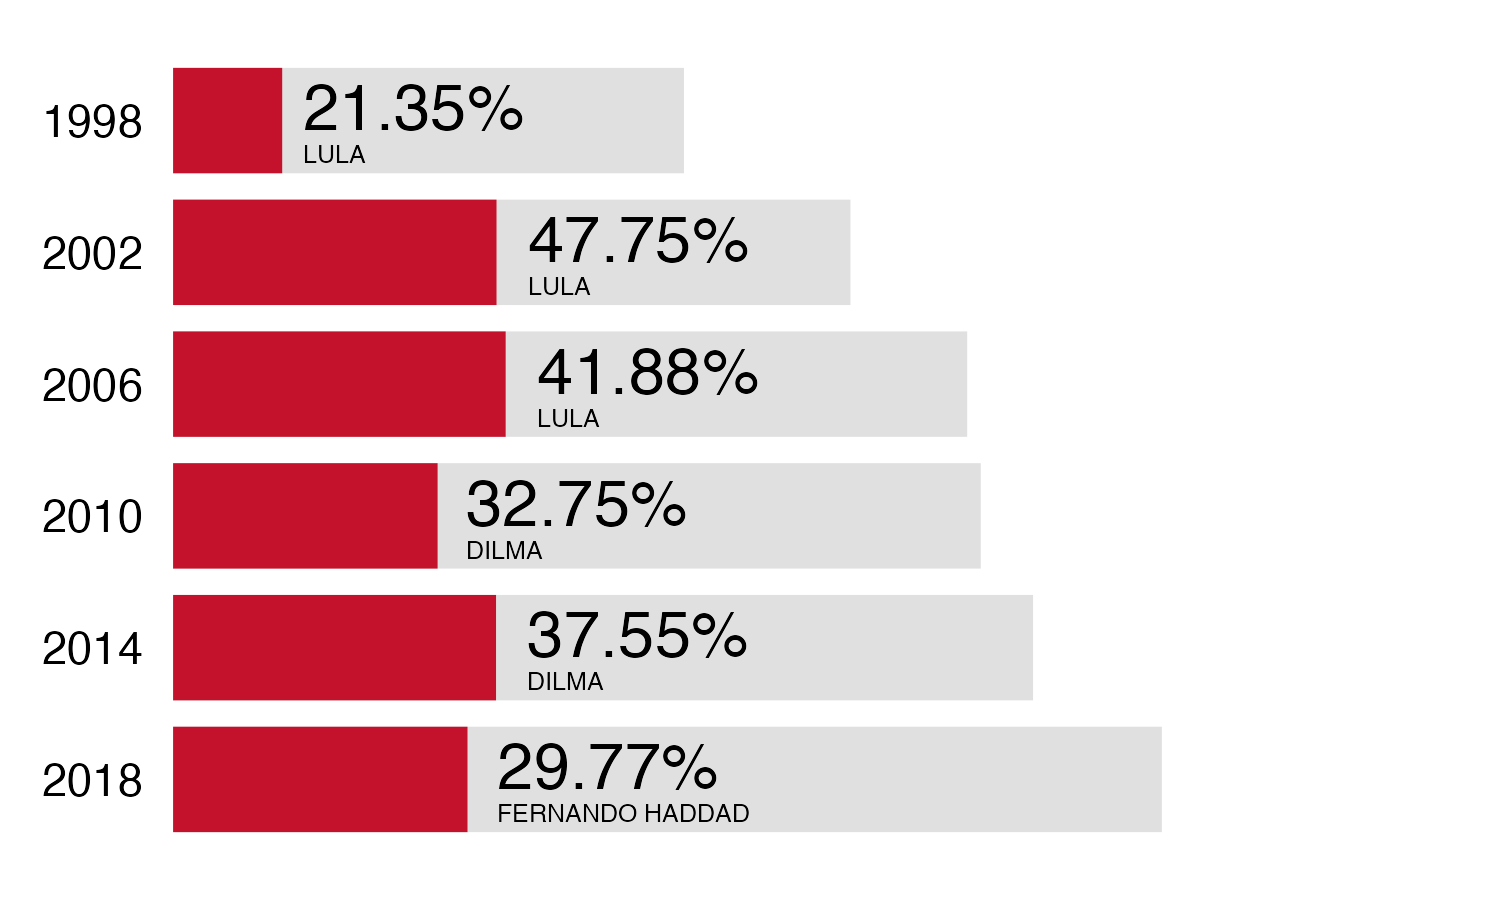 1998
21.35%
LULA
2002
47.75%
LULA
2006
41.88%
LULA
2010
32.75%
DILMA
2014
37.55%
DILMA
2018
29.77%
FERNANDO HADDAD